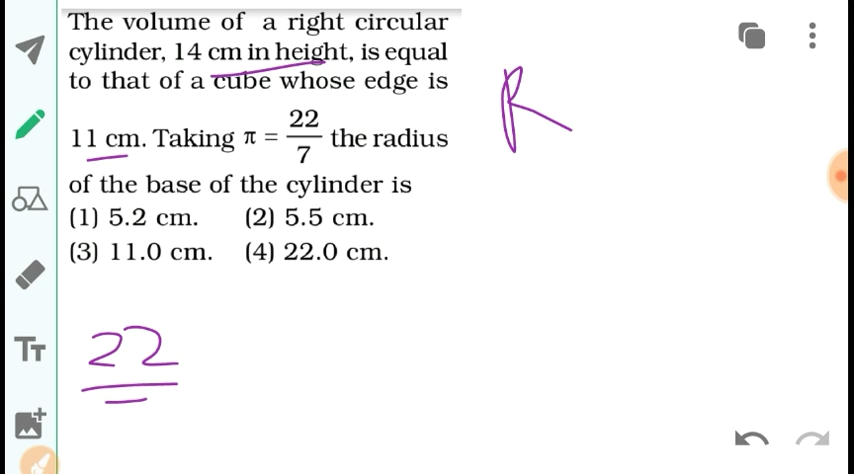 The volume of a right circular
cylinder, 14 cm in height, is equal
to that of a cube whose edge is
11 cm. Taking π = 22/7 the radius
of the base of the cylinder is
(1) 5.2 cm. (2) 5.5 cm.
(3) 11.0 cm. (4) 22.0 cm.
R
22
TT